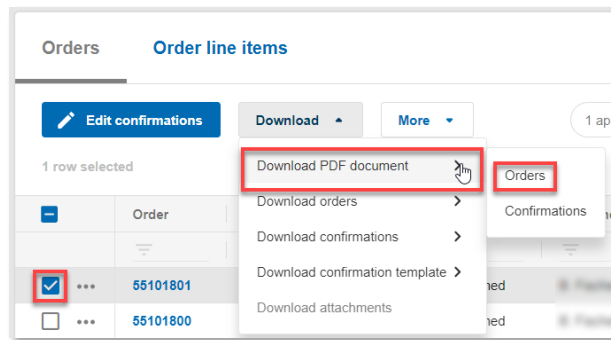 Orders Order line items
Edit confirmations Download More 1 ap
1 row selected
Download PDF document
Orders
Download orders
Confirmations
Order
Download confirmations
Download confirmation template
55101801
ned
Download attachments
55101800
ned